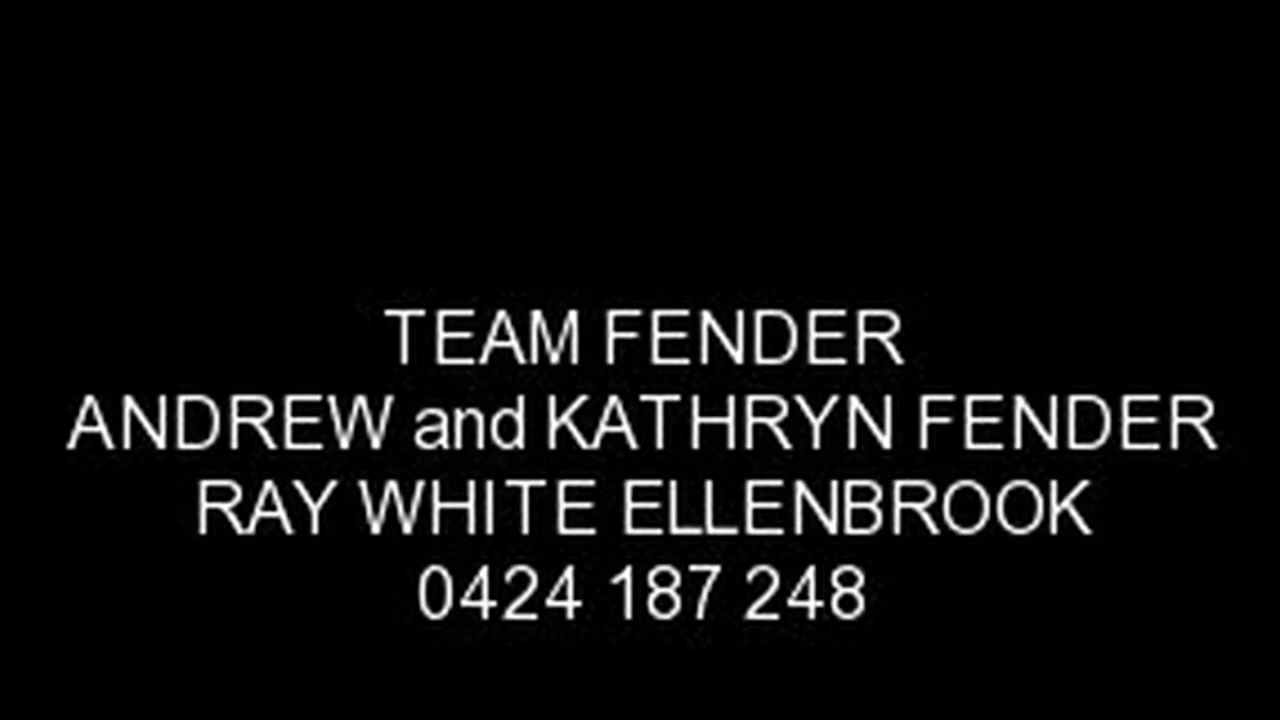 TEAM FENDER
ANDREW and KATHRYN FENDER
RAY WHITE ELLENBROOK
0424 187 248